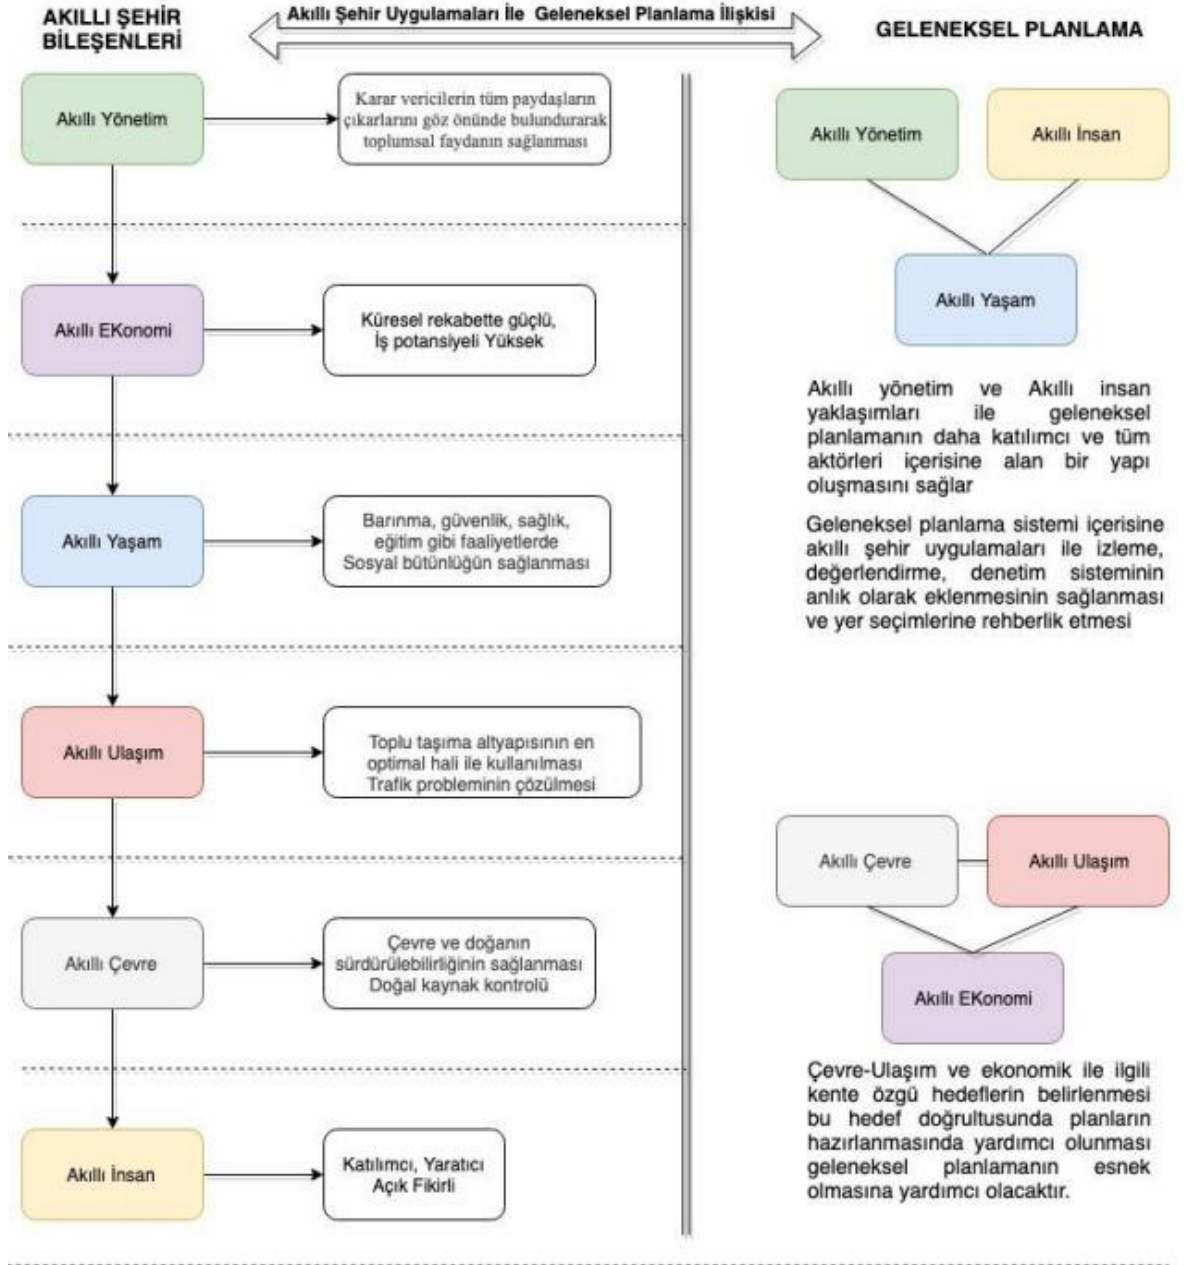 AKILLI ŞEHİR
BİLEŞENLERİ
Akıllı Şehir Uygulamaları İle Geleneksel Planlama İlişkisi
GELENEKSEL PLANLAMA
Akıllı Yönetim
Karar vericilerin tüm paydaşların
çıkarlarını göz önünde bulundurarak
toplumsal faydanın sağlanması
Akıllı EKonomi
Küresel rekabette güçlü,
İş potansiyeli Yüksek
Akıllı Yaşam
Barınma, güvenlik, sağlık,
eğitim gibi faaliyetlerde
Sosyal bütünlüğün sağlanması
Akıllı Ulaşım
Toplu taşıma altyapısının en
optimal hali ile kullanılması
Trafik probleminin çözülmesi
Akıllı Çevre
Çevre ve doğanın
sürdürülebilirliğinin sağlanması
Doğal kaynak kontrolü
Akıllı İnsan
Katılımcı, Yaratıcı
Açık Fikirli
Akıllı Yönetim
Akıllı İnsan
Akıllı Yaşam
Akıllı yönetim ve Akıllı insan
yaklaşımları ile geleneksel
planlamanın daha katılımcı ve tüm
aktörleri içerisine alan bir yapı
oluşmasını sağlar
Geleneksel planlama sistemi içerisine
akıllı şehir uygulamaları ile izleme,
değerlendirme, denetim sisteminin
anlık olarak eklenmesinin sağlanması
ve yer seçimlerine rehberlik etmesi
Akıllı Çevre
Akıllı Ulaşım
Akıllı EKonomi
Çevre-Ulaşım ve ekonomik ile ilgili
kente özgü hedeflerin belirlenmesi
bu hedef doğrultusunda planların
hazırlanmasında yardımcı olunması
geleneksel planlamanın esnek
olmasına yardımcı olacaktır.